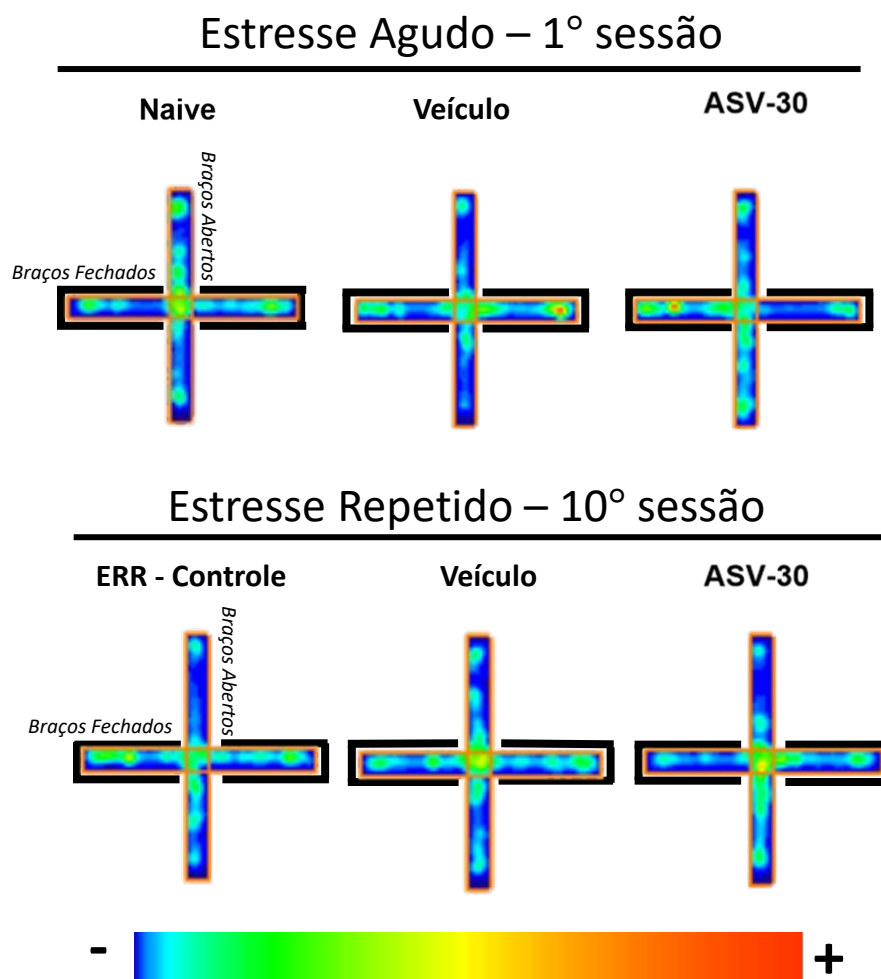 Estresse Agudo – 1° sessão
Naive
Veículo
ASV-30
Braços Abertos
Braços Fechados
Estresse Repetido – 10° sessão
ERR - Controle
Veículo
ASV-30
Braços Abertos
Braços Fechados
- +